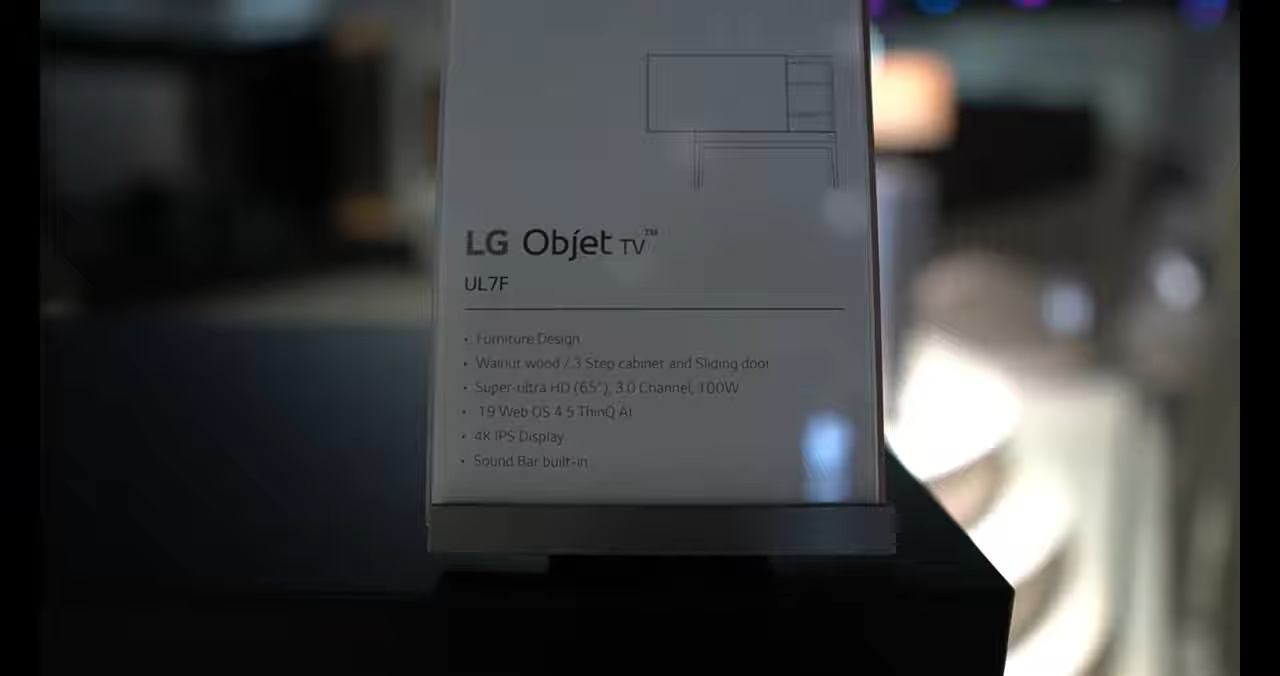 LG Objet TV™
UL7F
• Furniture Design
• Walnut wood / 3 Step cabinet and Sliding door
• Super-ultra HD (65"), 3.0 Channel, 100W
• 19 Web OS 4.5 ThinQ AI
• 4K IPS Display
• Sound Bar built-in